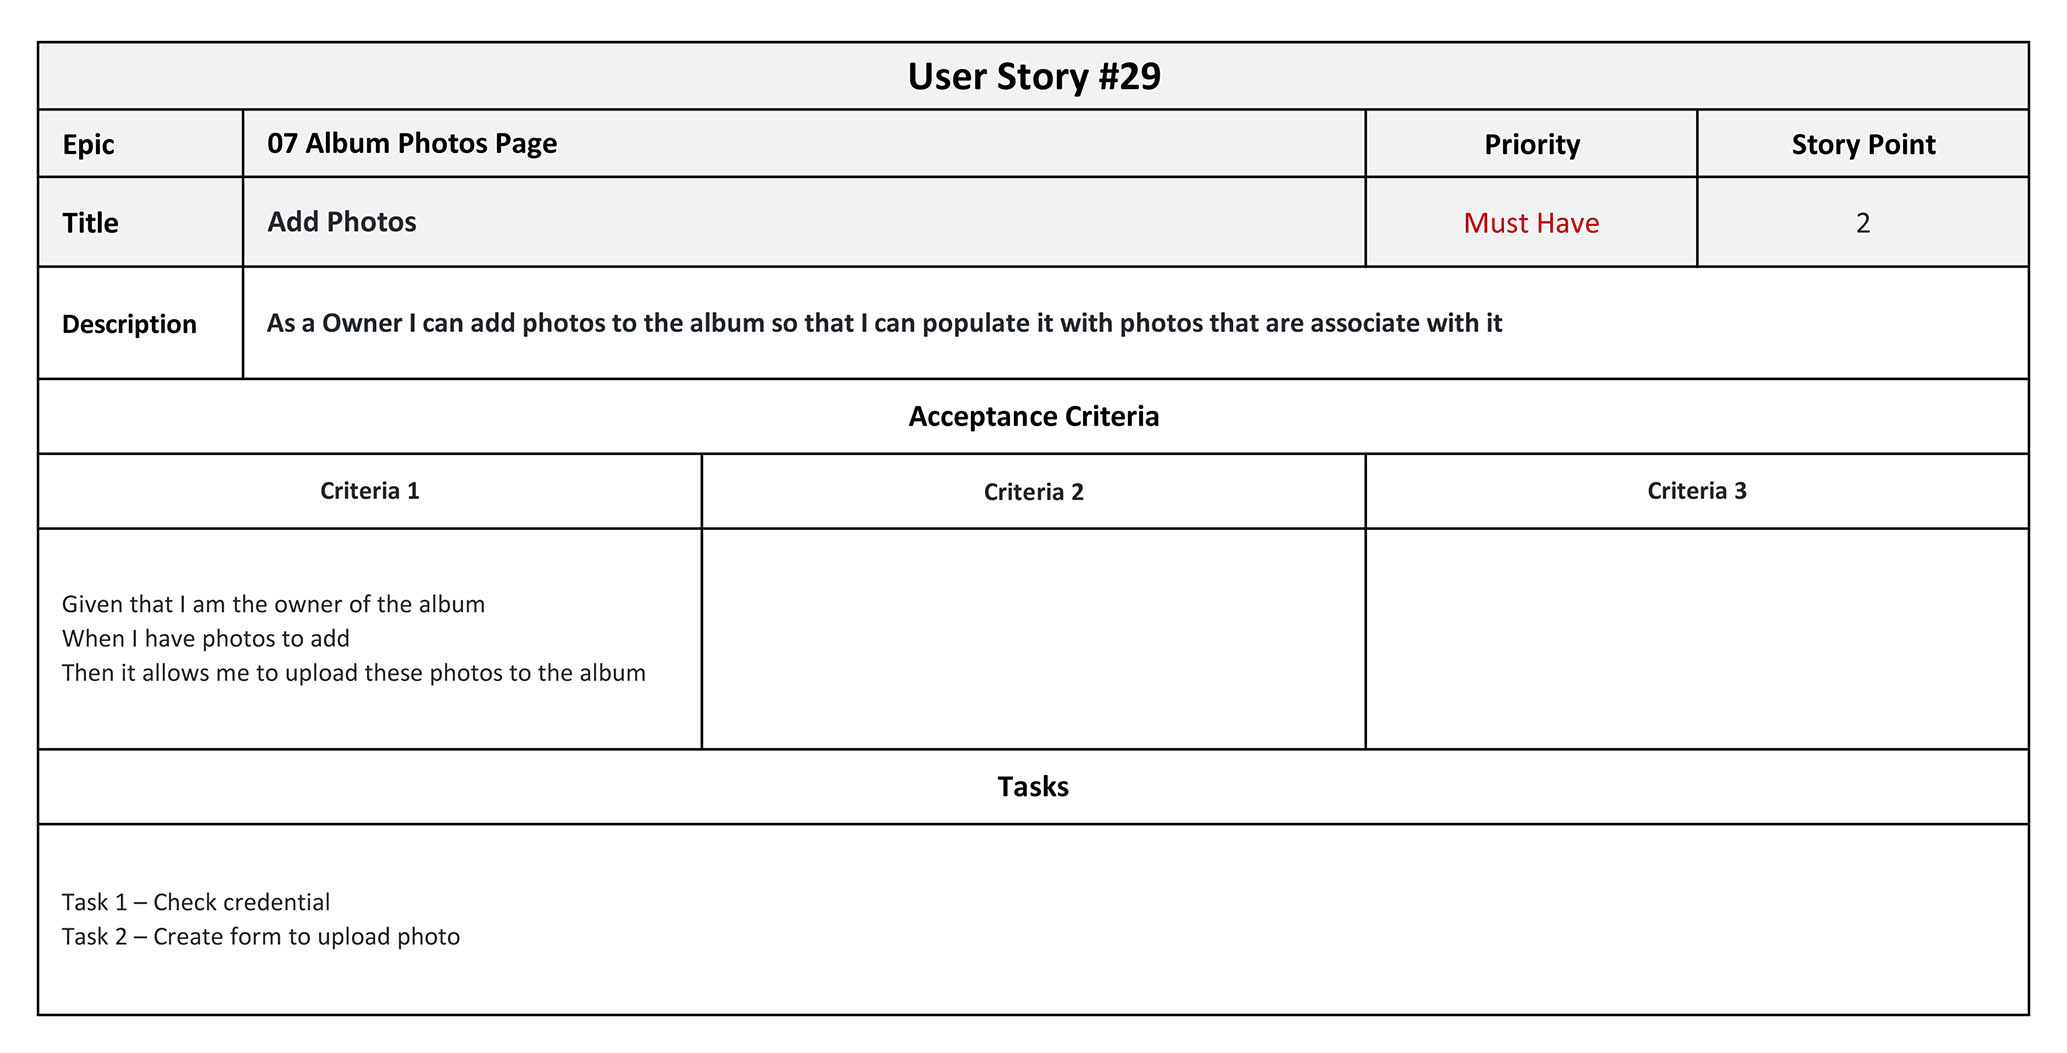 User Story #29
Epic
07 Album Photos Page
Priority
Story Point
Title
Add Photos
Must Have
2
Description
As a Owner I can add photos to the album so that I can populate it with photos that are associate with it
Acceptance Criteria
Criteria 1
Criteria 2
Criteria 3
Given that I am the owner of the album
When I have photos to add
Then it allows me to upload these photos to the album
Tasks
Task 1 – Check credential
Task 2 – Create form to upload photo